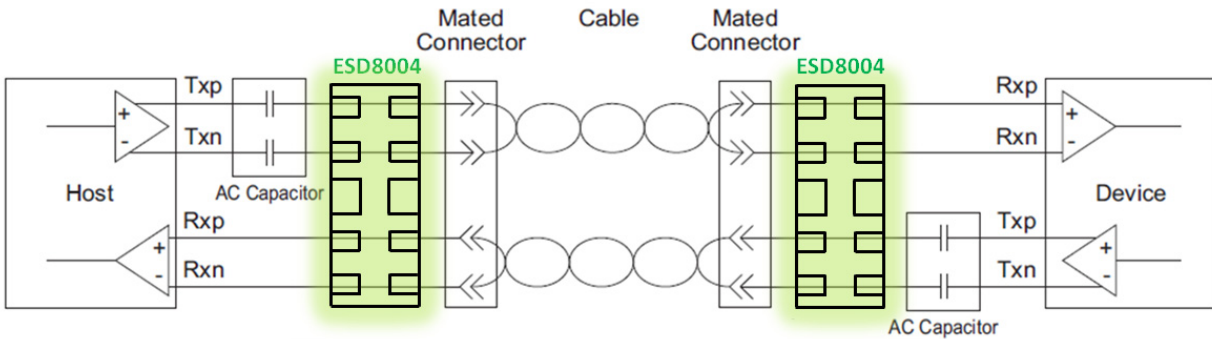 Mated
Connector
Cable
Mated
Connector
ESD8004
ESD8004
Txp
Rxp
+
-
+
-
Txn
Rxn
Host
AC Capacitor
Device
Rxp
Txp
+
-
+
-
Rxn
Txn
AC Capacitor